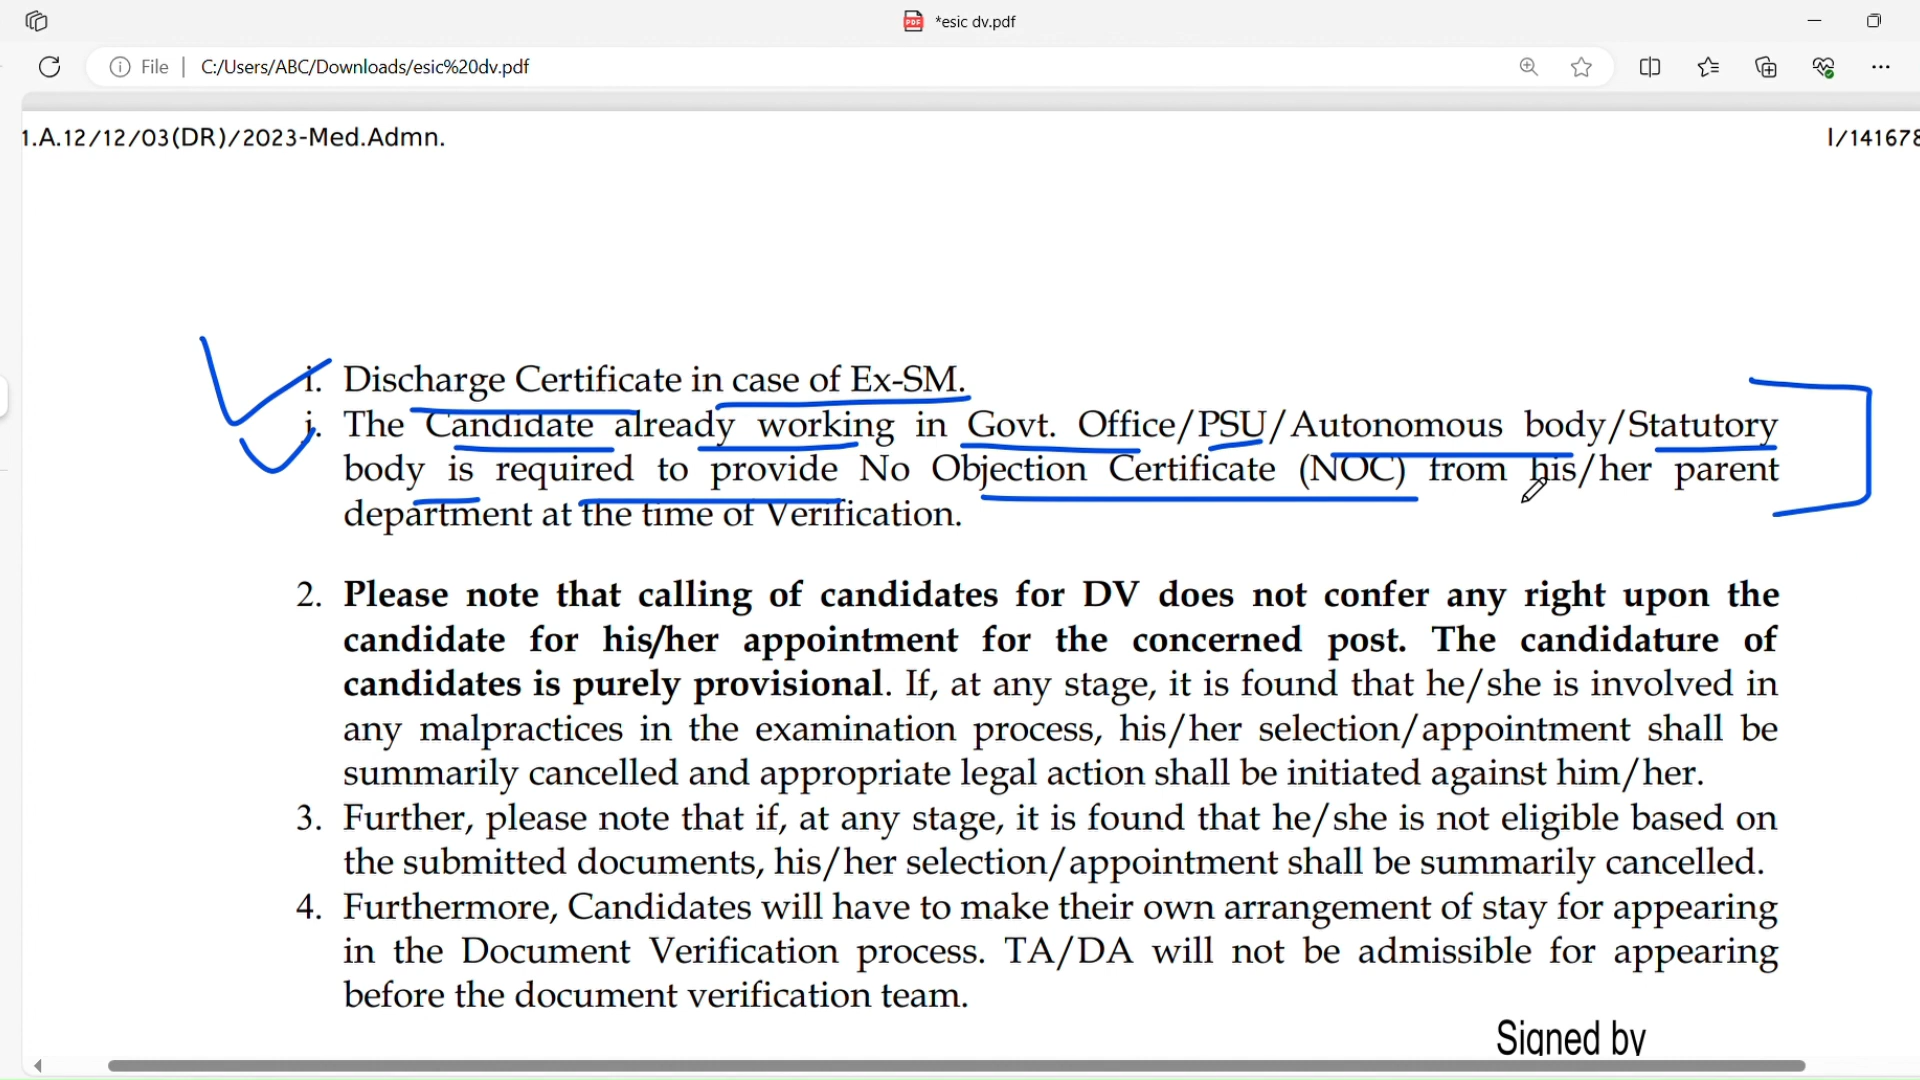 *esic dv.pdf
File
C:/Users/ABC/Downloads/esic%20dv.pdf
1.A.12/12/03(DR)/2023-Med.Admn.
I/141678
i. Discharge Certificate in case of Ex-SM.
j. The Candidate already working in Govt. Office/PSU/Autonomous body/Statutory
body is required to provide No Objection Certificate (NOC) from his/her parent
department at the time of Verification.
2. Please note that calling of candidates for DV does not confer any right upon the
candidate for his/her appointment for the concerned post. The candidature of
candidates is purely provisional. If, at any stage, it is found that he/she is involved in
any malpractices in the examination process, his/her selection/appointment shall be
summarily cancelled and appropriate legal action shall be initiated against him/her.
3. Further, please note that if, at any stage, it is found that he/she is not eligible based on
the submitted documents, his/her selection/appointment shall be summarily cancelled.
4. Furthermore, Candidates will have to make their own arrangement of stay for appearing
in the Document Verification process. TA/DA will not be admissible for appearing
before the document verification team.
Signed by